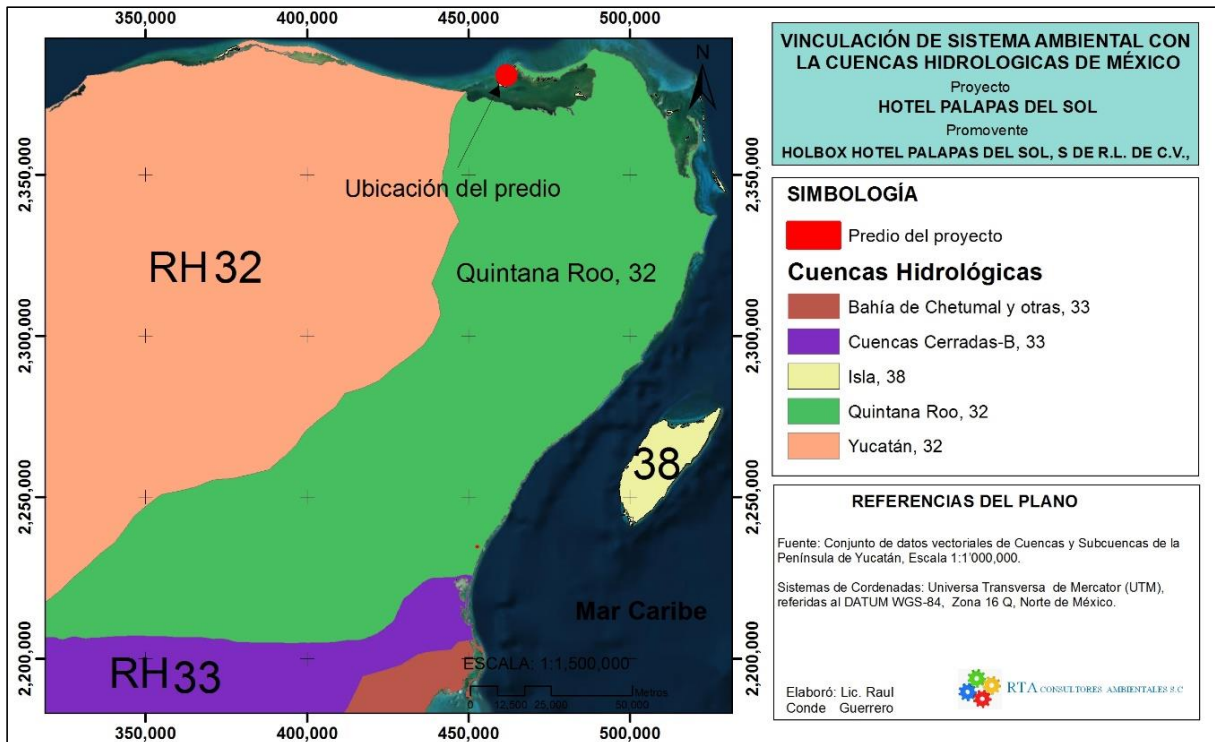 350,000
400,000
450,000
500,000
N
2,350,000
2,300,000
2,250,000
2,200,000
Ubicación del predio
RH 32
Quintana Roo, 32
38
Mar Caribe
RH 33
ESCALA: 1:1,500,000
Metros
0 12,500 25,000 50,000
2,350,000
2,300,000
2,250,000
2,200,000
350,000
400,000
450,000
500,000
VINCULACIÓN DE SISTEMA AMBIENTAL CON
LA CUENCAS HIDROLOGICAS DE MÉXICO
Proyecto
HOTEL PALAPAS DEL SOL
Promovente
HOLBOX HOTEL PALAPAS DEL SOL, S DE R.L. DE C.V.,
SIMBOLOGÍA
Predio del proyecto
Cuencas Hidrológicas
Bahía de Chetumal y otras, 33
Cuencas Cerradas-B, 33
Isla, 38
Quintana Roo, 32
Yucatán, 32
REFERENCIAS DEL PLANO
Fuente: Conjunto de datos vectoriales de Cuencas y Subcuencas de la
Península de Yucatán, Escala 1:1'000,000.
Sistemas de Cordenadas: Universa Transversa de Mercator (UTM),
referidas al DATUM WGS-84, Zona 16 Q, Norte de México.
Elaboró: Lic. Raul
Conde Guerrero
RTA CONSULTORES AMBIENTALES S.C